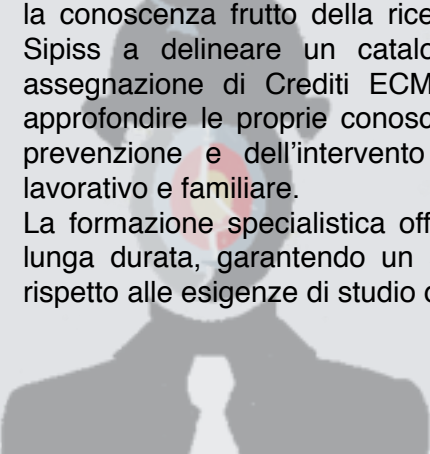 la conoscenza frutto della rice
Sipiss a delineare un catalo
assegnazione di Crediti ECM
approfondire le proprie conosc
prevenzione e dell'intervento
lavorativo e familiare.
La formazione specialistica off
lunga durata, garantendo un
rispetto alle esigenze di studio c